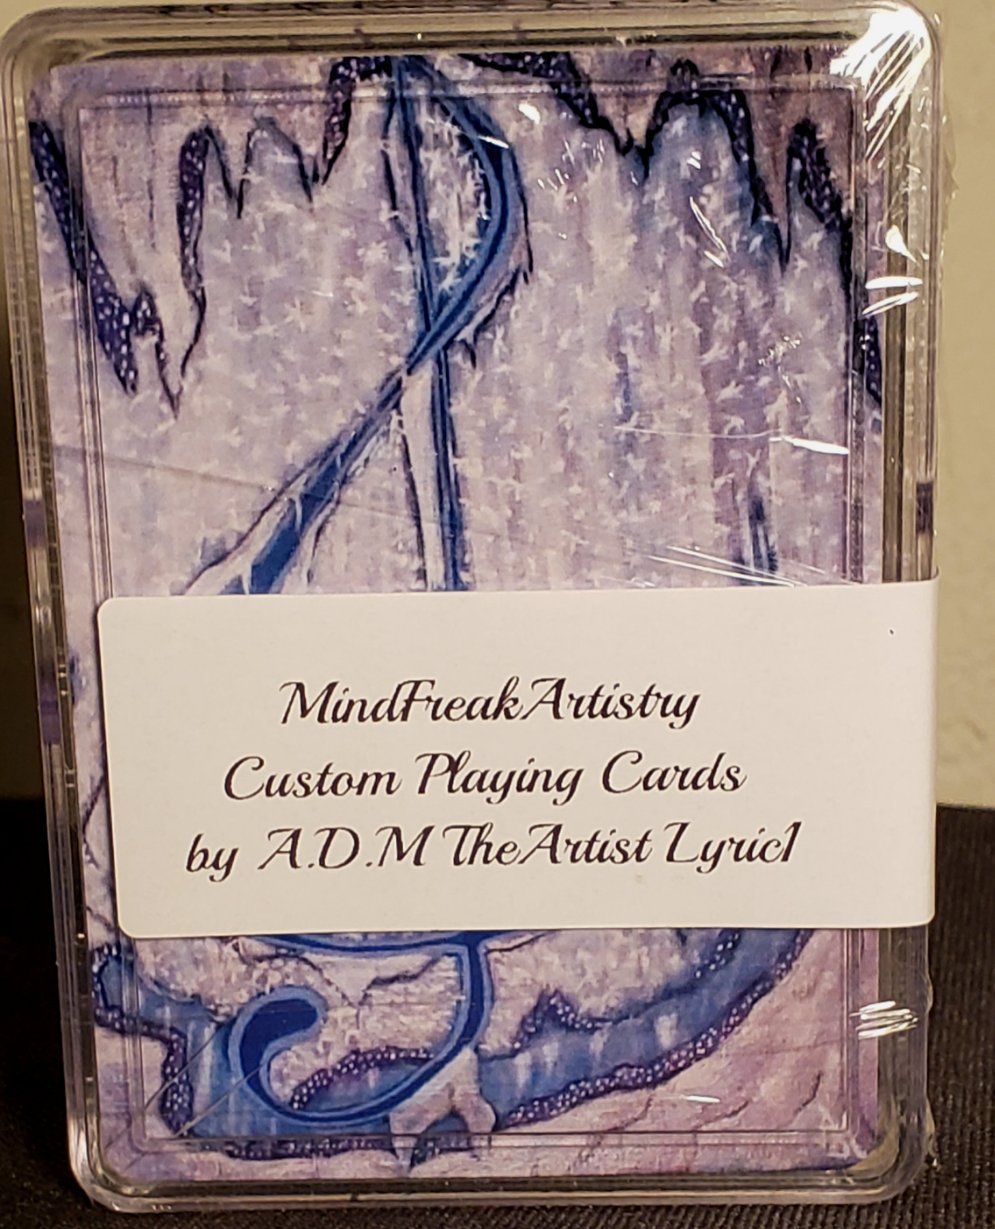 MindFreakArtistry
Custom Playing Cards
by A.D.M TheArtist Lyric1